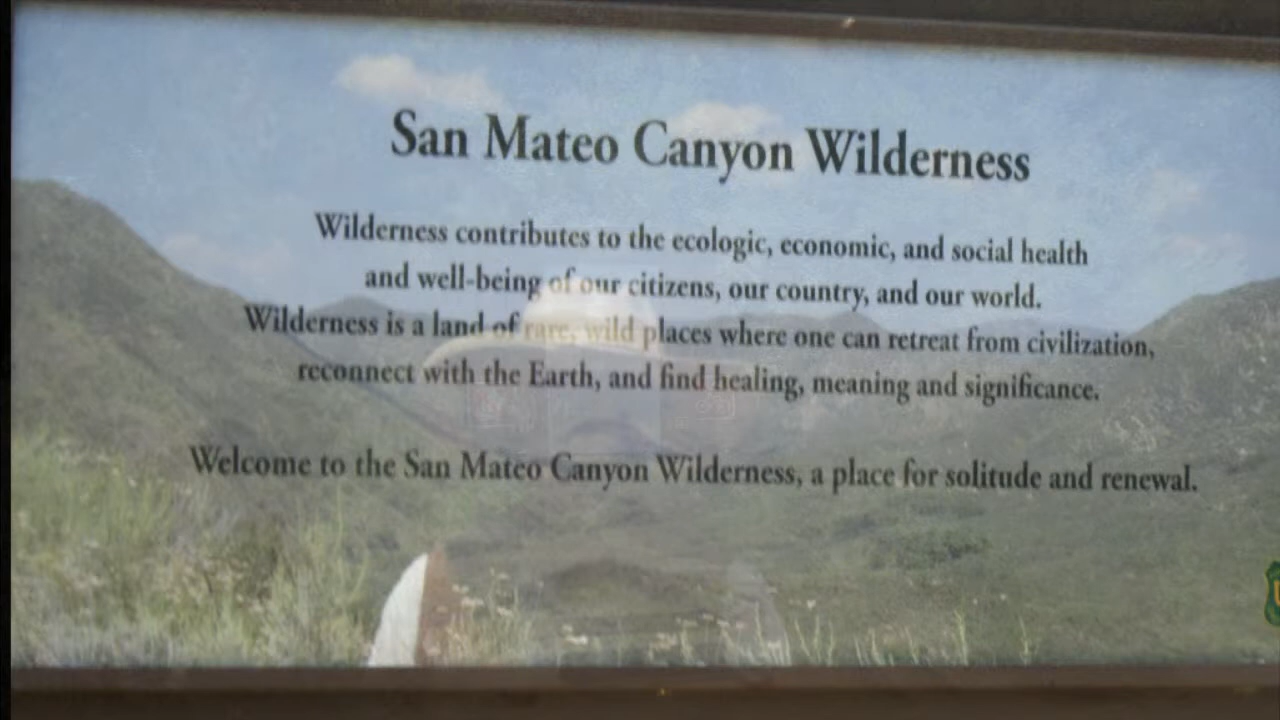 San Mateo Canyon Wilderness
Wilderness contributes to the ecologic, economic, and social health
and well-being of our citizens, our country, and our world.
Wilderness is a land of rare, wild places where one can retreat from civilization,
reconnect with the Earth, and find healing, meaning and significance.
Welcome to the San Mateo Canyon Wilderness, a place for solitude and renewal.